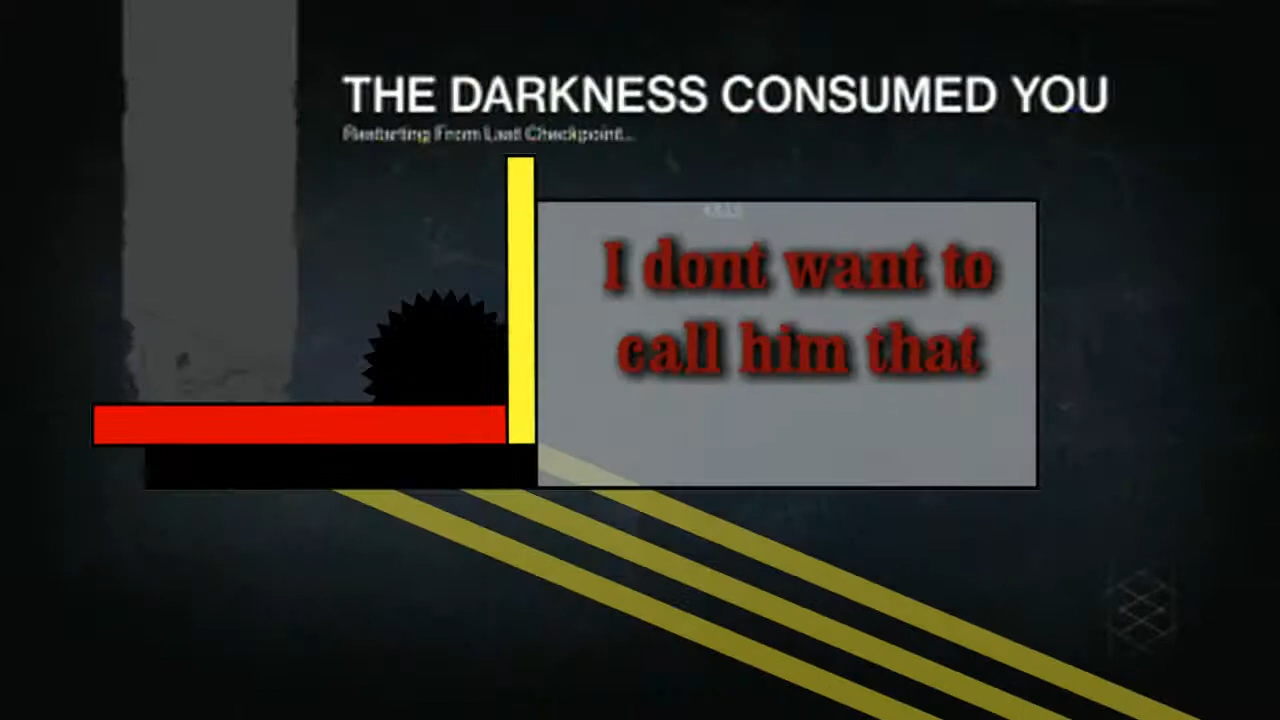 THE DARKNESS CONSUMED YOU
Restarting From Last Checkpoint...
I dont want to
call him that